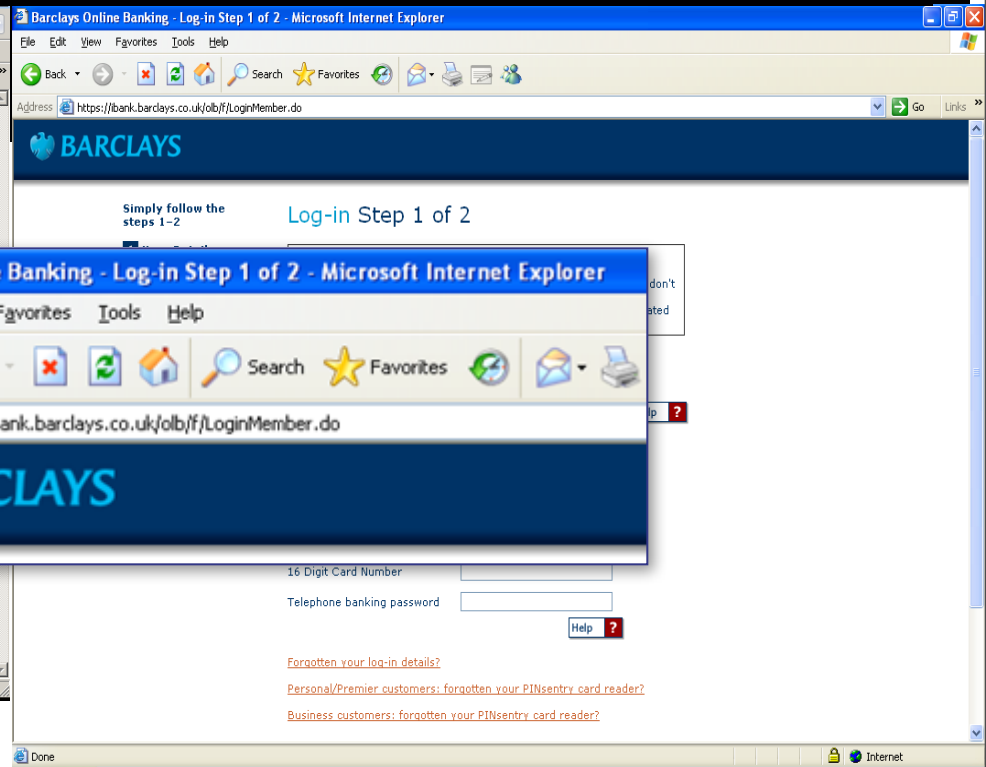 Barclays Online Banking - Log-in Step 1 of 2 - Microsoft Internet Explorer
File Edit View Favorites Tools Help
Back Search Favorites
Address https://ibank.barclays.co.uk/olb/f/LoginMember.do Go Links »
BARCLAYS
Simply follow the
steps 1-2
Log-in Step 1 of 2
don't
Banking - Log-in Step 1 of 2 - Microsoft Internet Explorer
Favorites Tools Help
Search Favorites
ank.barclays.co.uk/olb/f/LoginMember.do
CLAYS
16 Digit Card Number
Telephone banking password
Help ?
Forgotten your log-in details?
Personal/Premier customers: forgotten your PINsentry card reader?
Business customers: forgotten your PINsentry card reader?
Done Internet